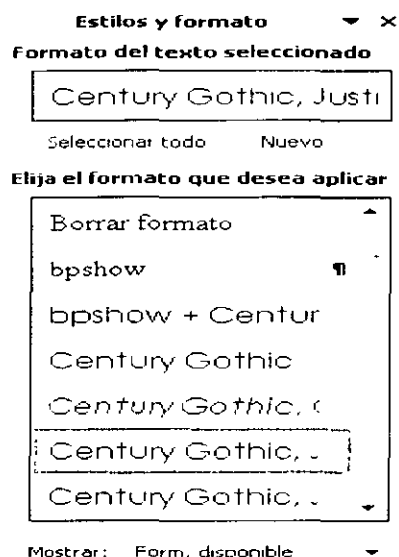 Estilos y formato
Formato del texto seleccionado
Century Gothic, Justi
Seleccionar todo Nuevo
Elija el formato que desea aplicar
Borrar formato
bpshow ¶
bpshow + Centur
Century Gothic
Century Gothic, (
Century Gothic, .
Century Gothic, .
Mostrar: Form. disponible